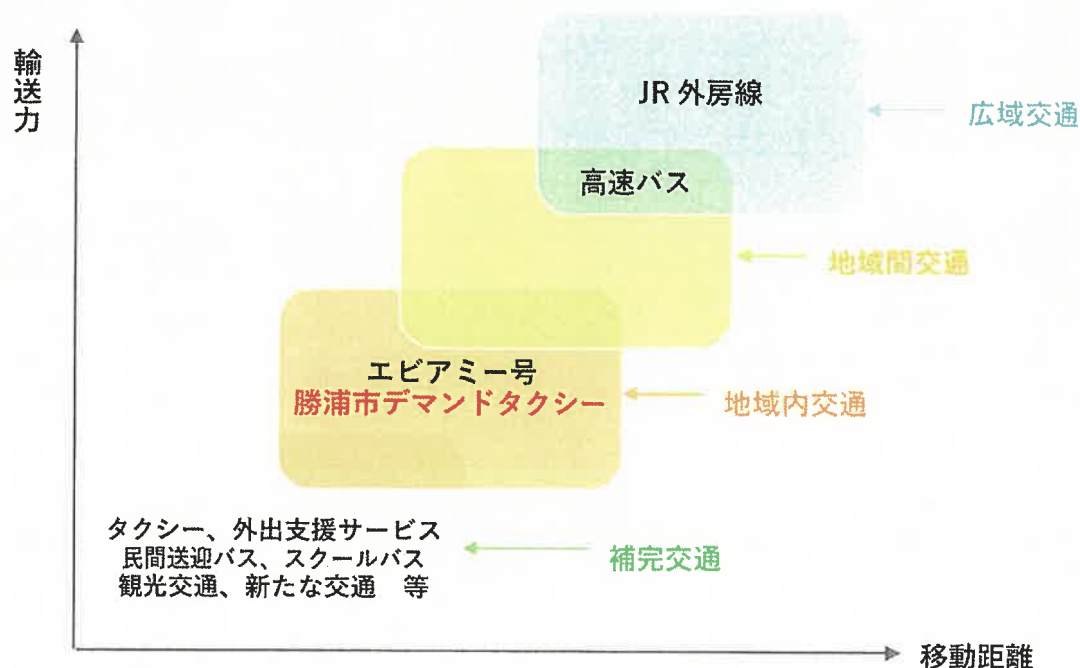 輸送力
JR 外房線
広域交通
高速バス
地域間交通
エビアミー号
勝浦市デマンドタクシー
地域内交通
タクシー、外出支援サービス
民間送迎バス、スクールバス
観光交通、新たな交通　等
補完交通
移動距離